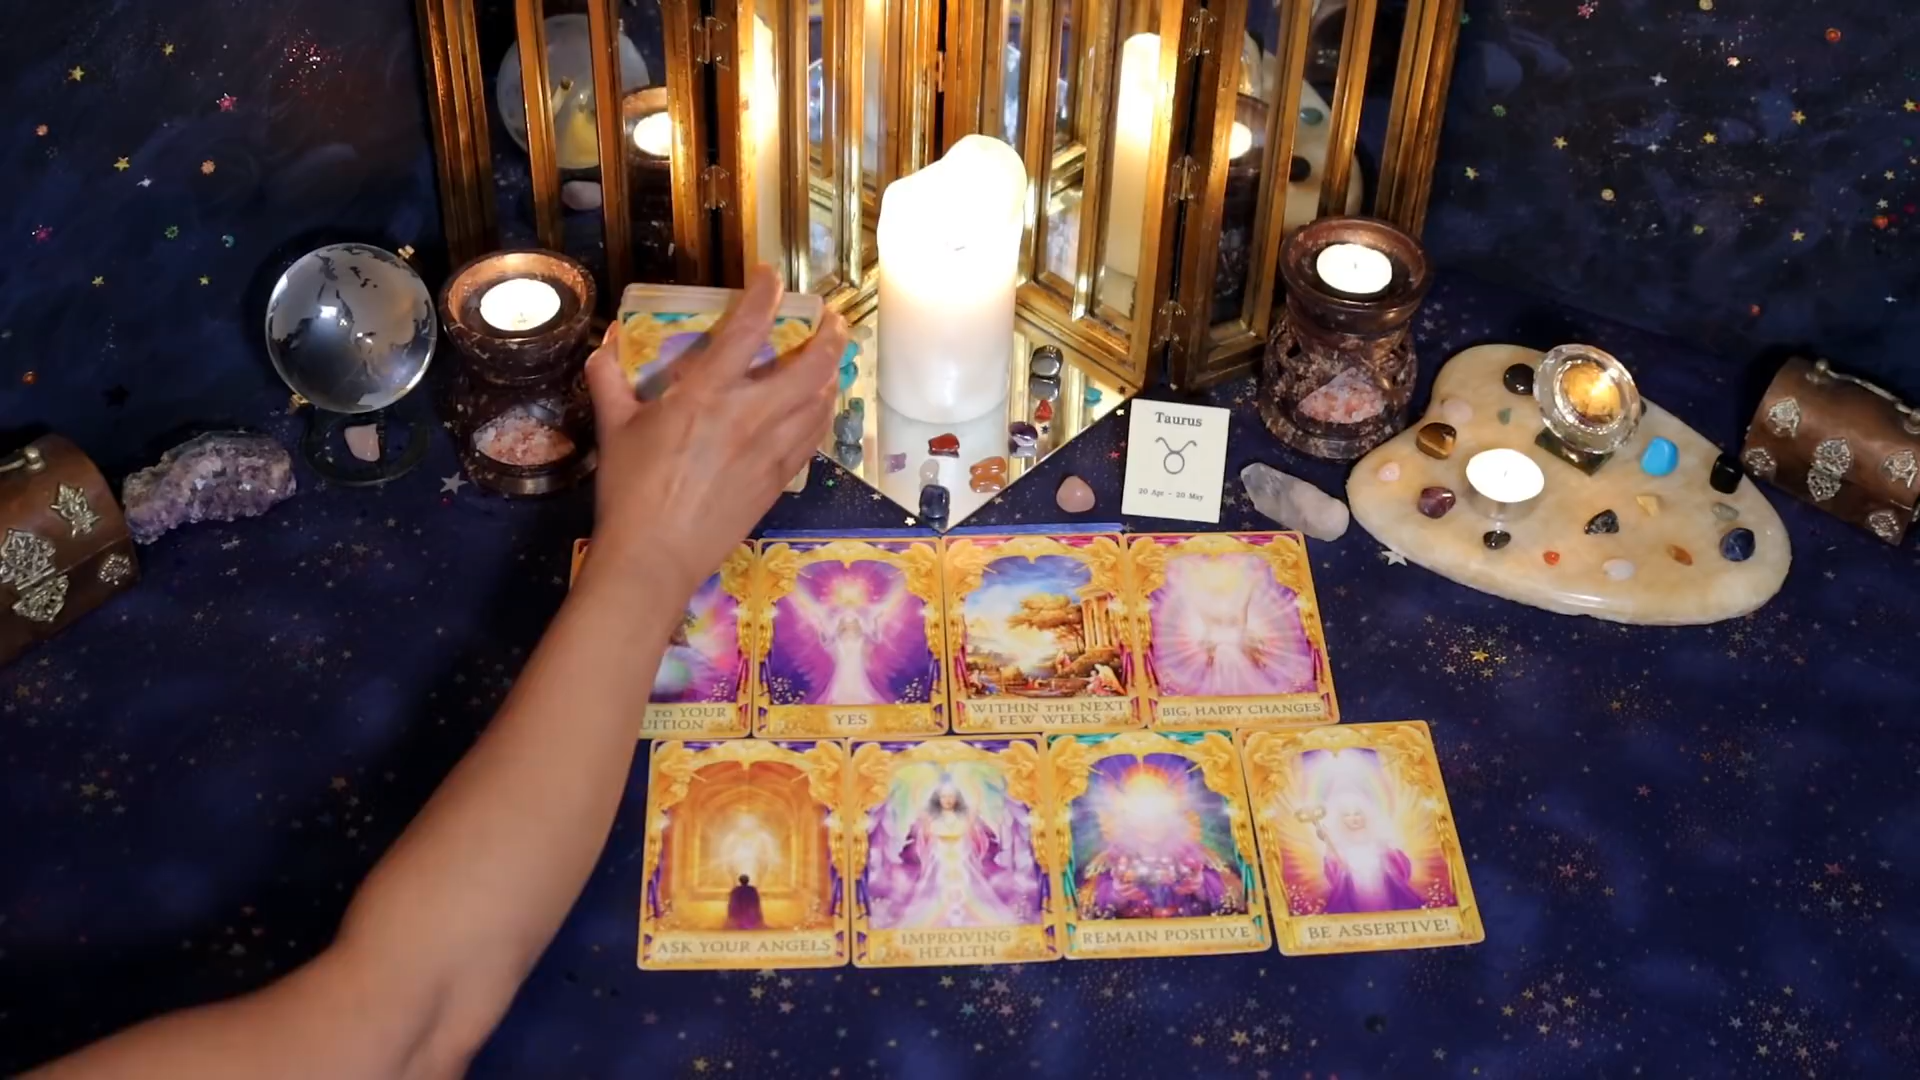 Taurus
20 Apr - 20 May
TO YOUR
YES
WITHIN THE NEXT
FEW WEEKS
BIG, HAPPY CHANGES
ASK YOUR ANGELS
IMPROVING
HEALTH
REMAIN POSITIVE
BE ASSERTIVE!